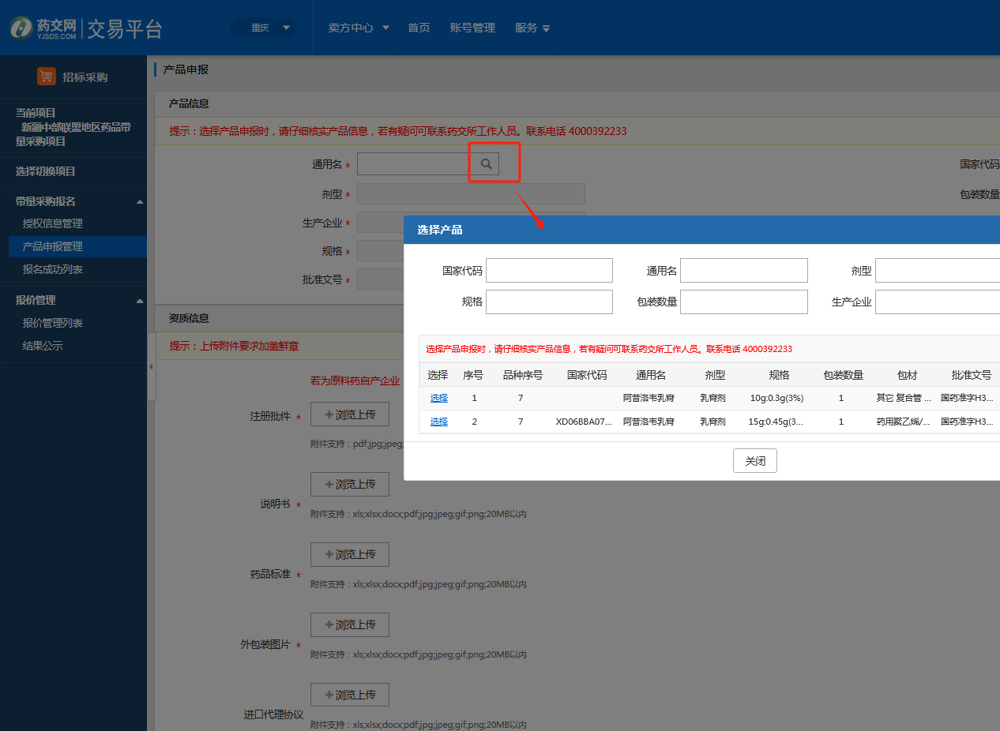 药交网 交易平台
YJSDS.COM
重庆 卖方中心 首页 账号管理 服务
招标采购
当前项目
新疆中部联盟地区药品带
量采购项目
选择切换项目
带量采购报名
授权信息管理
产品申报管理
报名成功列表
报价管理
报价管理列表
结果公示
产品申报
产品信息
提示：选择产品申报时，请仔细核实产品信息，若有疑问可联系药交所工作人员。联系电话 4000392233
通用名 * 国家代码
剂型 * 包装数量
生产企业 *
规格 *
批准文号 *
资质信息
提示：上传附件要求加盖鲜章
若为原料药自产企业
注册批件 * +浏览上传
附件支持：pdf;jpg;jpeg;
+浏览上传
说明书 *
附件支持：xls;xlsx;docx;pdf;jpg;jpeg;gif;png;20MB以内
+浏览上传
药品标准 *
附件支持：xls;xlsx;docx;pdf;jpg;jpeg;gif;png;20MB以内
+浏览上传
外包装图片 *
附件支持：xls;xlsx;docx;pdf;jpg;jpeg;gif;png;20MB以内
+浏览上传
进口代理协议
附件支持：xls;xlsx;docx;pdf;jpg;jpeg;gif;png;20MB以内
选择产品
国家代码 通用名 剂型
规格 包装数量 生产企业
选择产品申报时，请仔细核实产品信息，若有疑问可联系药交所工作人员。联系电话 4000392233
选择 序号 品种序号 国家代码 通用名 剂型 规格 包装数量 包材 批准文号
选择 1 7 阿昔洛韦乳膏 乳膏剂 10g:0.3g(3%) 1 其它 复合管 ... 国药准字H3...
选择 2 7 XD06BBA07... 阿昔洛韦乳膏 乳膏剂 15g:0.45g(3... 1 药用聚乙烯/... 国药准字H3...
关闭